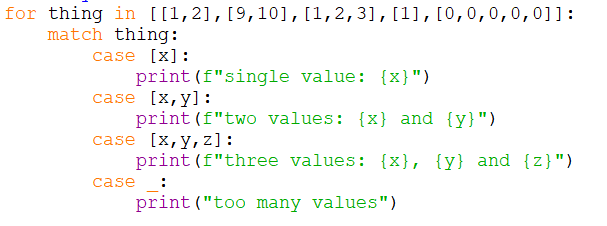 for thing in [[1,2],[9,10],[1,2,3],[1],[0,0,0,0,0]]:
    match thing:
        case [x]:
            print(f"single value: {x}")
        case [x,y]:
            print(f"two values: {x} and {y}")
        case [x,y,z]:
            print(f"three values: {x}, {y} and {z}")
        case _:
            print("too many values")